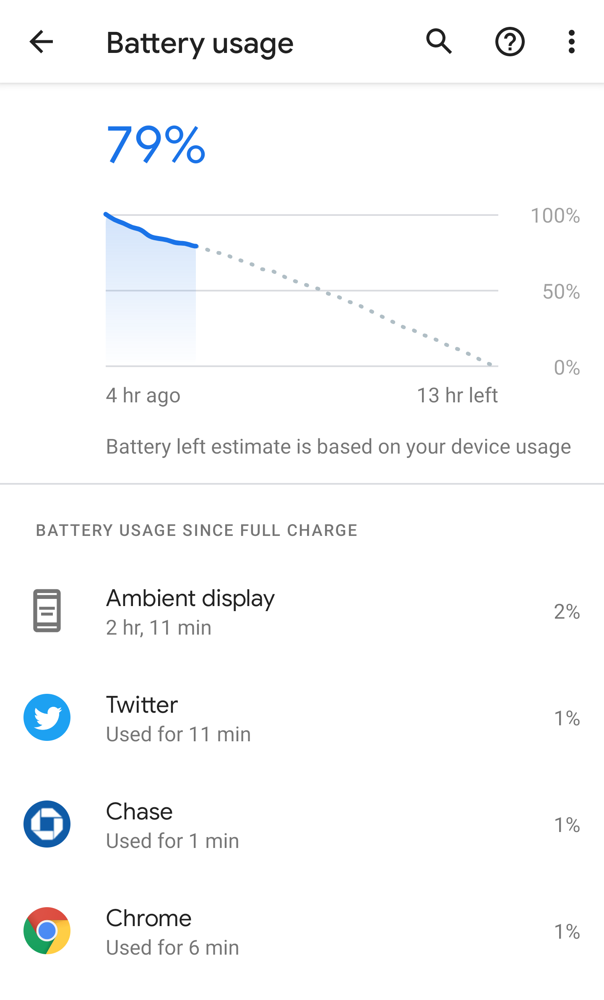 Battery usage
79%
100%
50%
0%
4 hr ago 13 hr left
Battery left estimate is based on your device usage
BATTERY USAGE SINCE FULL CHARGE
Ambient display
2 hr, 11 min
2%
Twitter
Used for 11 min
1%
Chase
Used for 1 min
1%
Chrome
Used for 6 min
1%